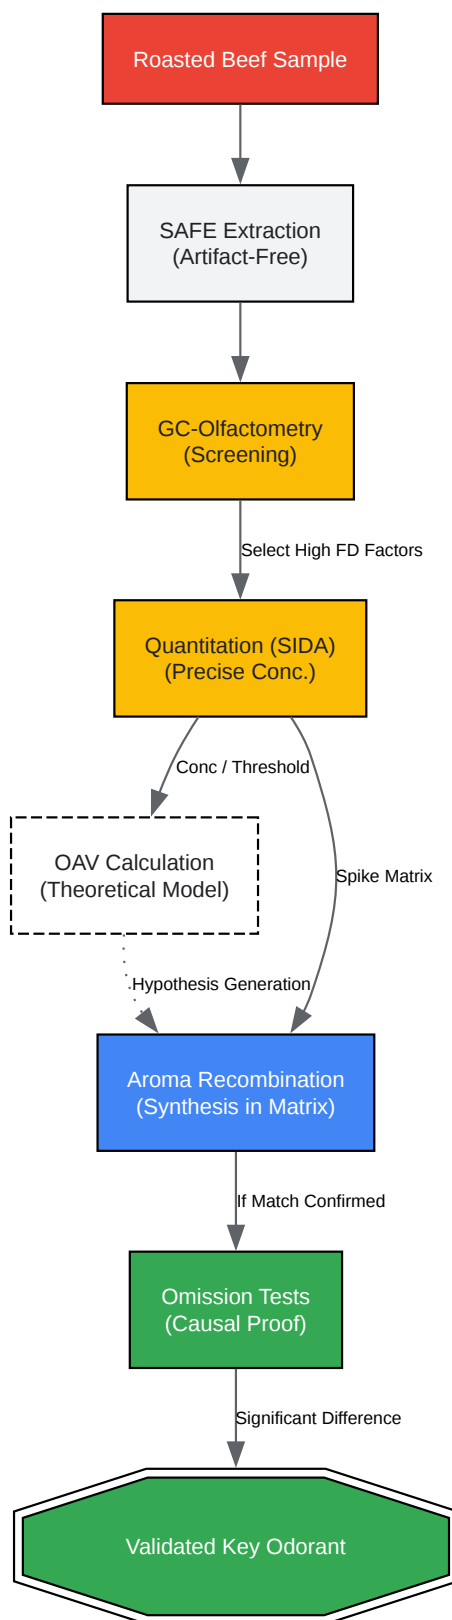 Roasted Beef Sample
SAFE Extraction
(Artifact-Free)
GC-Olfactometry
(Screening)
Select High FD Factors
Quantitation (SIDA)
(Precise Conc.)
Conc / Threshold
OAV Calculation
(Theoretical Model)
Spike Matrix
Hypothesis Generation
Aroma Recombination
(Synthesis in Matrix)
If Match Confirmed
Omission Tests
(Causal Proof)
Significant Difference
Validated Key Odorant